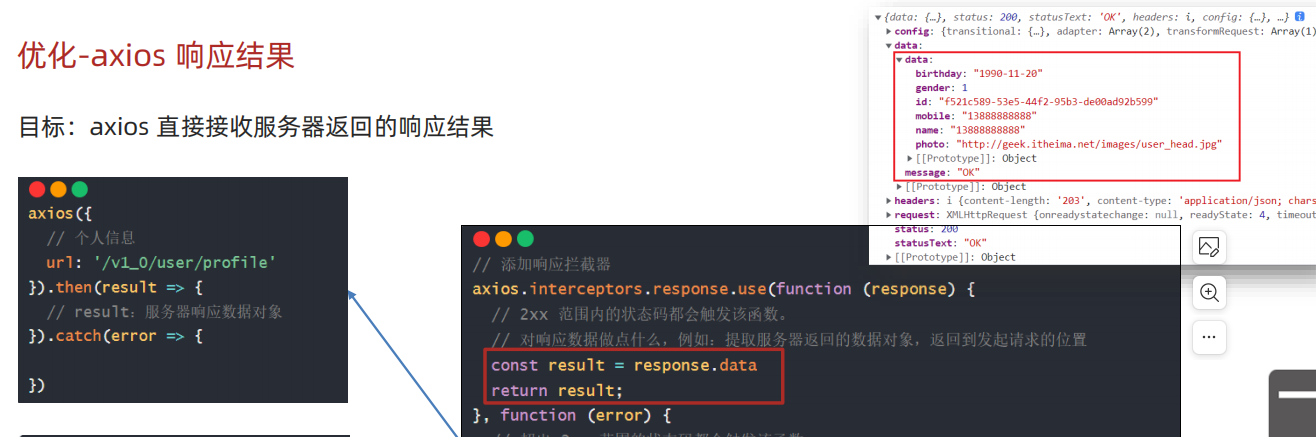 优化-axios 响应结果
目标：axios 直接接收服务器返回的响应结果
axios({
// 个人信息
url: '/v1_0/user/profile'
}).then(result => {
// result：服务器响应数据对象
}).catch(error => {
})
▼{data: {…}, status: 200, statusText: 'OK', headers: i, config: {…}, …} i
▶config: {transitional: {…}, adapter: Array(2), transformRequest: Array(1)
▼data:
▼data:
birthday: "1990-11-20"
gender: 1
id: "f521c589-53e5-44f2-95b3-de00ad92b599"
mobile: "13888888888"
name: "13888888888"
photo: "http://geek.itheima.net/images/user_head.jpg"
▶[[Prototype]]: Object
message: "OK"
▶[[Prototype]]: Object
▶headers: i {content-length: '203', content-type: 'application/json; chars
▶request: XMLHttpRequest {onreadystatechange: null, readyState: 4, timeout
status: 200
statusText: "OK"
▶[[Prototype]]: Object
// 添加响应拦截器
axios.interceptors.response.use(function (response) {
// 2xx 范围内的状态码都会触发该函数。
// 对响应数据做点什么，例如：提取服务器返回的数据对象，返回到发起请求的位置
const result = response.data
return result;
}, function (error) {